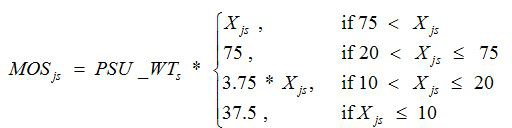 X_js ,    if 75 < X_js
75 ,    if 20 < X_js ≤ 75
MOS_js = PSU_WT_s *
3.75 * X_js ,    if 10 < X_js ≤ 20
37.5 ,    if X_js ≤ 10